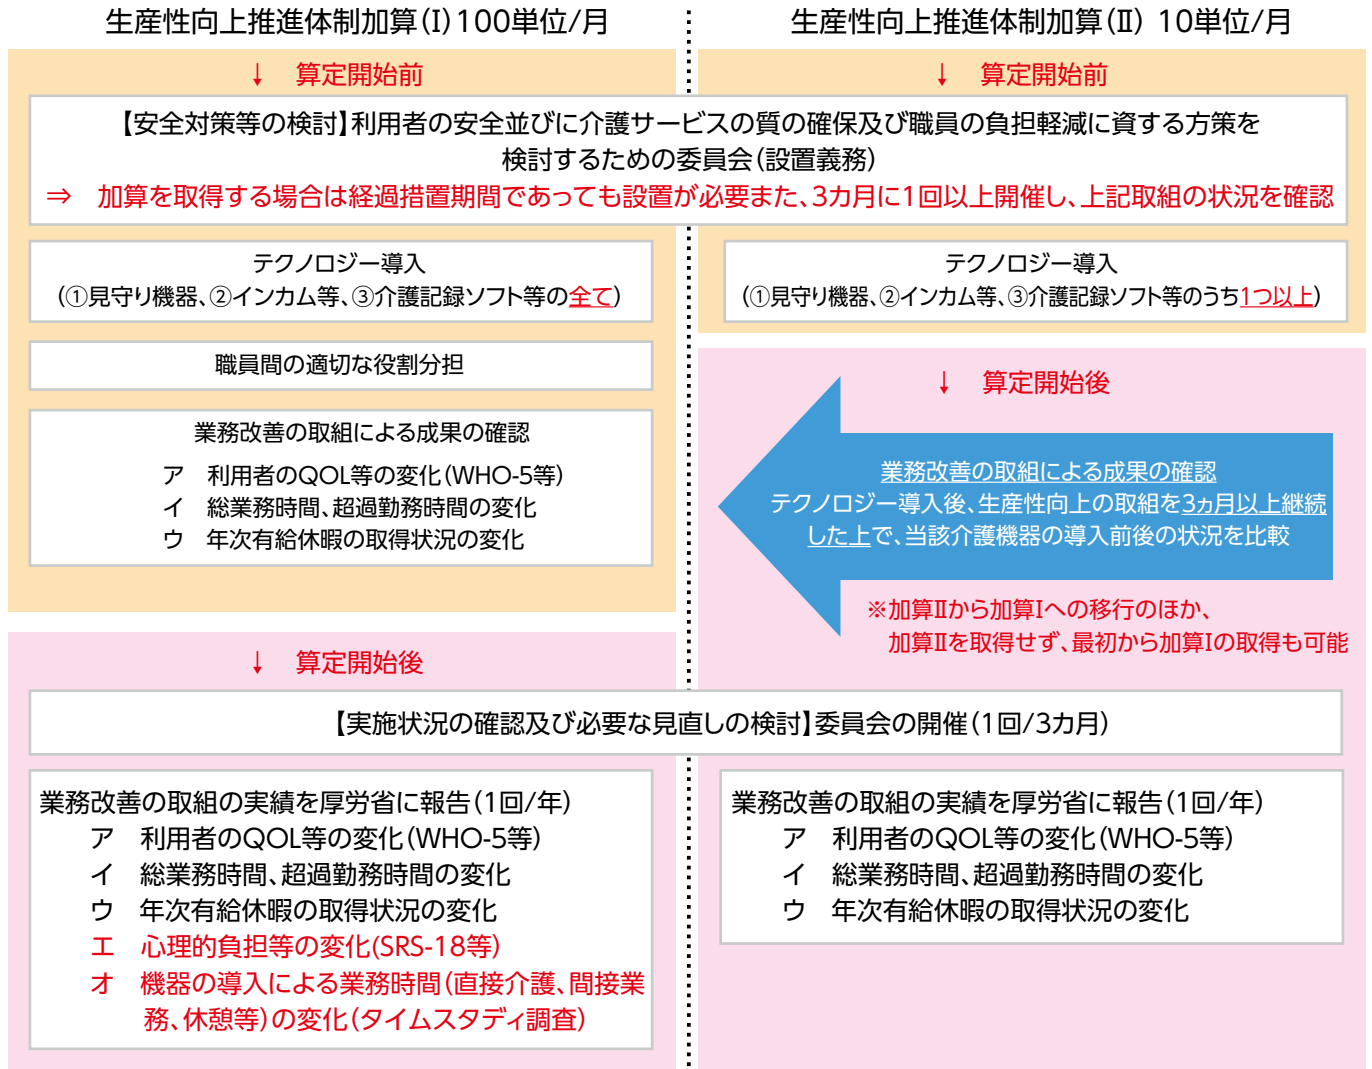 生産性向上推進体制加算(Ⅰ)100単位/月
生産性向上推進体制加算(Ⅱ) 10単位/月
↓ 算定開始前
↓ 算定開始前
【安全対策等の検討】利用者の安全並びに介護サービスの質の確保及び職員の負担軽減に資する方策を
検討するための委員会(設置義務)
⇒ 加算を取得する場合は経過措置期間であっても設置が必要また、3カ月に1回以上開催し、上記取組の状況を確認
テクノロジー導入
(①見守り機器、②インカム等、③介護記録ソフト等の全て)
テクノロジー導入
(①見守り機器、②インカム等、③介護記録ソフト等のうち1つ以上)
職員間の適切な役割分担
業務改善の取組による成果の確認
ア 利用者のQOL等の変化(WHO-5等)
イ 総業務時間、超過勤務時間の変化
ウ 年次有給休暇の取得状況の変化
↓ 算定開始後
業務改善の取組による成果の確認
テクノロジー導入後、生産性向上の取組を3ヵ月以上継続
した上で、当該介護機器の導入前後の状況を比較
※加算Ⅱから加算Ⅰへの移行のほか、
加算Ⅱを取得せず、最初から加算Ⅰの取得も可能
↓ 算定開始後
【実施状況の確認及び必要な見直しの検討】委員会の開催(1回/3カ月)
業務改善の取組の実績を厚労省に報告(1回/年)
ア 利用者のQOL等の変化(WHO-5等)
イ 総業務時間、超過勤務時間の変化
ウ 年次有給休暇の取得状況の変化
エ 心理的負担等の変化(SRS-18等)
オ 機器の導入による業務時間(直接介護、間接業
務、休憩等)の変化(タイムスタディ調査)
業務改善の取組の実績を厚労省に報告(1回/年)
ア 利用者のQOL等の変化(WHO-5等)
イ 総業務時間、超過勤務時間の変化
ウ 年次有給休暇の取得状況の変化